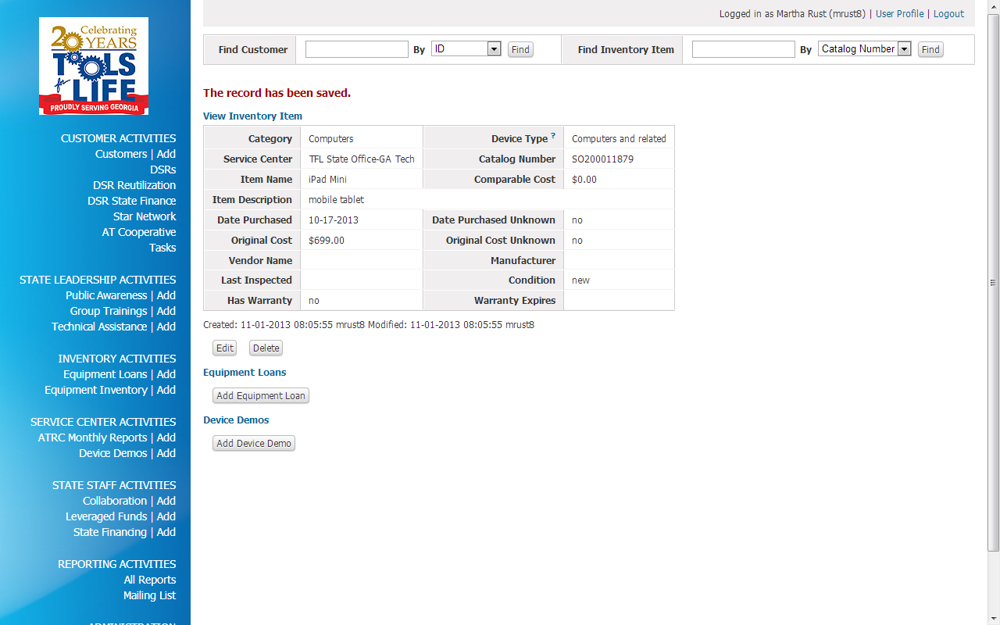 Celebrating
20 YEARS
TOOLS
for LIFE
PROUDLY SERVING GEORGIA
CUSTOMER ACTIVITIES
Customers | Add
DSRs
DSR Reutilization
DSR State Finance
Star Network
AT Cooperative
Tasks
STATE LEADERSHIP ACTIVITIES
Public Awareness | Add
Group Trainings | Add
Technical Assistance | Add
INVENTORY ACTIVITIES
Equipment Loans | Add
Equipment Inventory | Add
SERVICE CENTER ACTIVITIES
ATRC Monthly Reports | Add
Device Demos | Add
STATE STAFF ACTIVITIES
Collaboration | Add
Leveraged Funds | Add
State Financing | Add
REPORTING ACTIVITIES
All Reports
Mailing List
ADMINISTRATION
Logged in as Martha Rust (mrust8) | User Profile | Logout
Find Customer By ID Find Find Inventory Item By Catalog Number Find
The record has been saved.
View Inventory Item
Category Computers Device Type ? Computers and related
Service Center TFL State Office-GA Tech Catalog Number SO200011879
Item Name iPad Mini Comparable Cost $0.00
Item Description mobile tablet
Date Purchased 10-17-2013 Date Purchased Unknown no
Original Cost $699.00 Original Cost Unknown no
Vendor Name Manufacturer
Last Inspected Condition new
Has Warranty no Warranty Expires
Created: 11-01-2013 08:05:55 mrust8 Modified: 11-01-2013 08:05:55 mrust8
Edit Delete
Equipment Loans
Add Equipment Loan
Device Demos
Add Device Demo